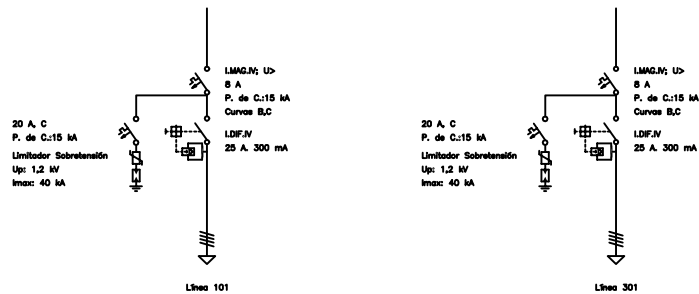 I.MAG.IV; U>
8 A
P. de C.:15 kA
Curvas B,C
20 A, C
P. de C.:15 kA
Limitador Sobretensión
Up: 1,2 kV
Imax: 40 kA
I.DIF.IV
25 A. 300 mA
Línea 101
I.MAG.IV; U>
8 A
P. de C.:15 kA
Curvas B,C
20 A, C
P. de C.:15 kA
Limitador Sobretensión
Up: 1,2 kV
Imax: 40 kA
I.DIF.IV
25 A. 300 mA
Línea 301